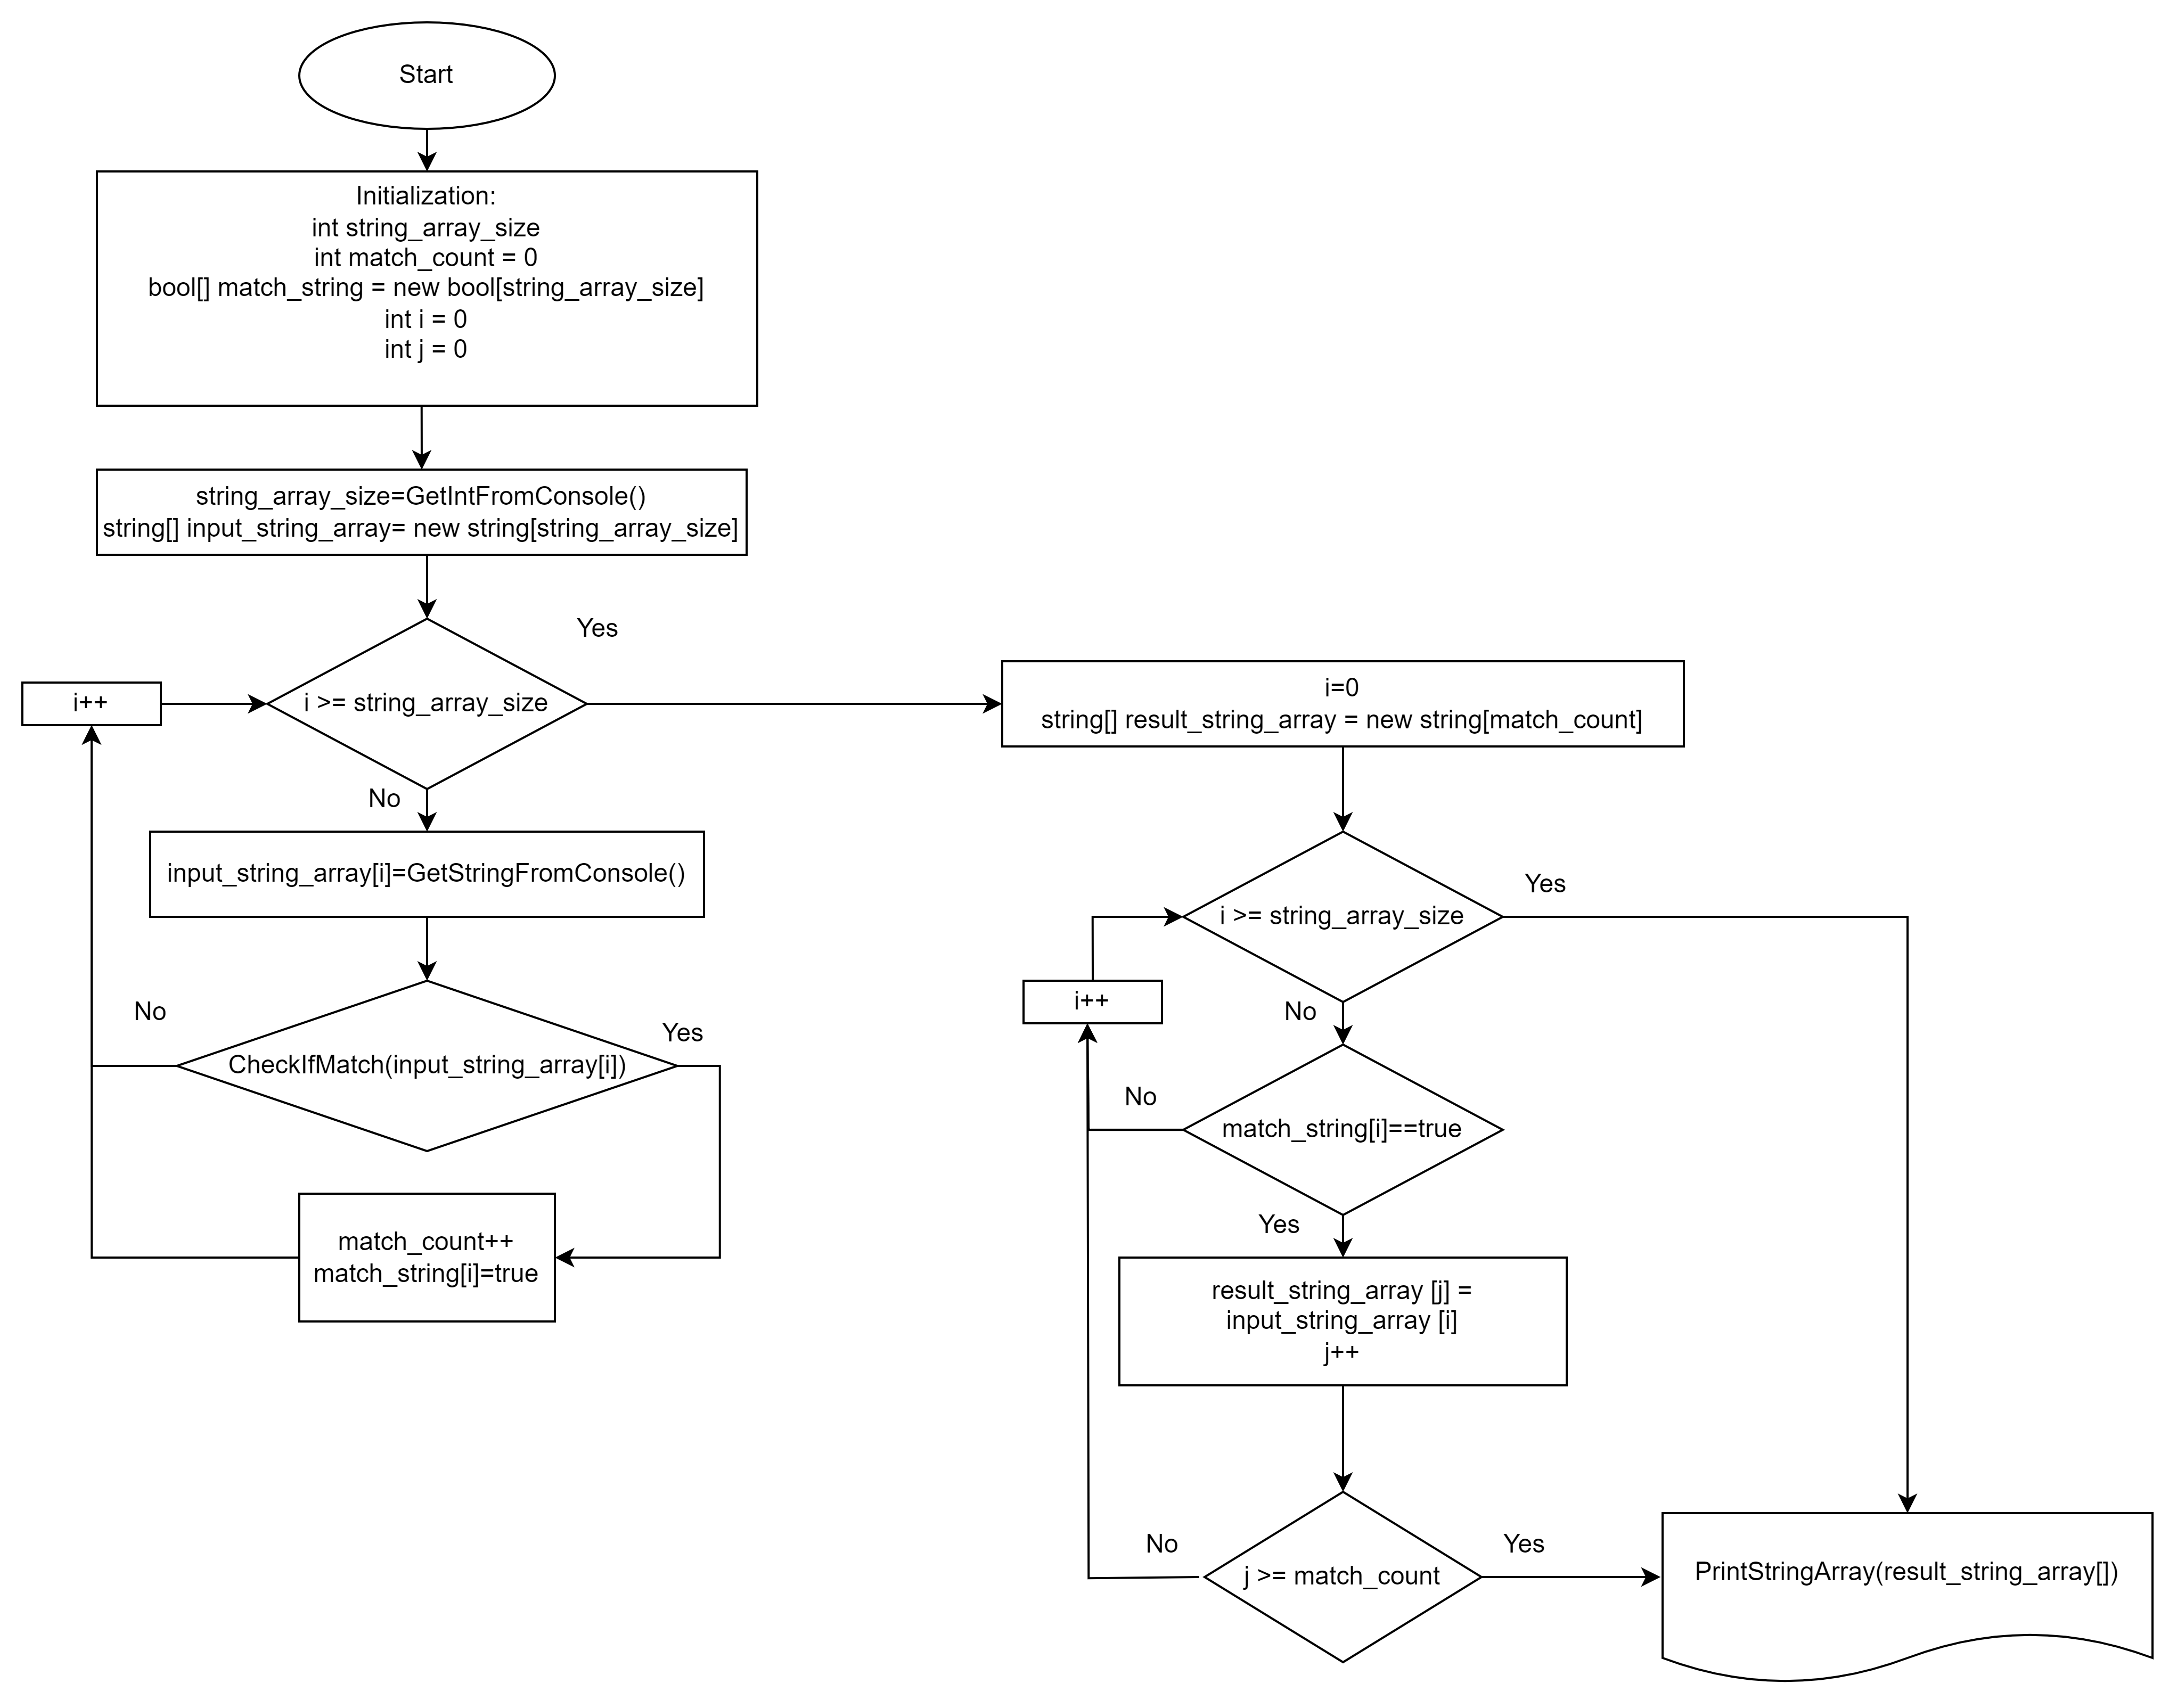 Start
Initialization:
int string_array_size
int match_count = 0
bool[] match_string = new bool[string_array_size]
int i = 0
int j = 0
string_array_size=GetIntFromConsole()
string[] input_string_array= new string[string_array_size]
Yes
i++
i >= string_array_size
No
input_string_array[i]=GetStringFromConsole()
No
Yes
CheckIfMatch(input_string_array[i])
match_count++
match_string[i]=true
i=0
string[] result_string_array = new string[match_count]
Yes
i >= string_array_size
i++
No
No
match_string[i]==true
Yes
result_string_array [j] =
input_string_array [i]
j++
No
Yes
j >= match_count
PrintStringArray(result_string_array[])